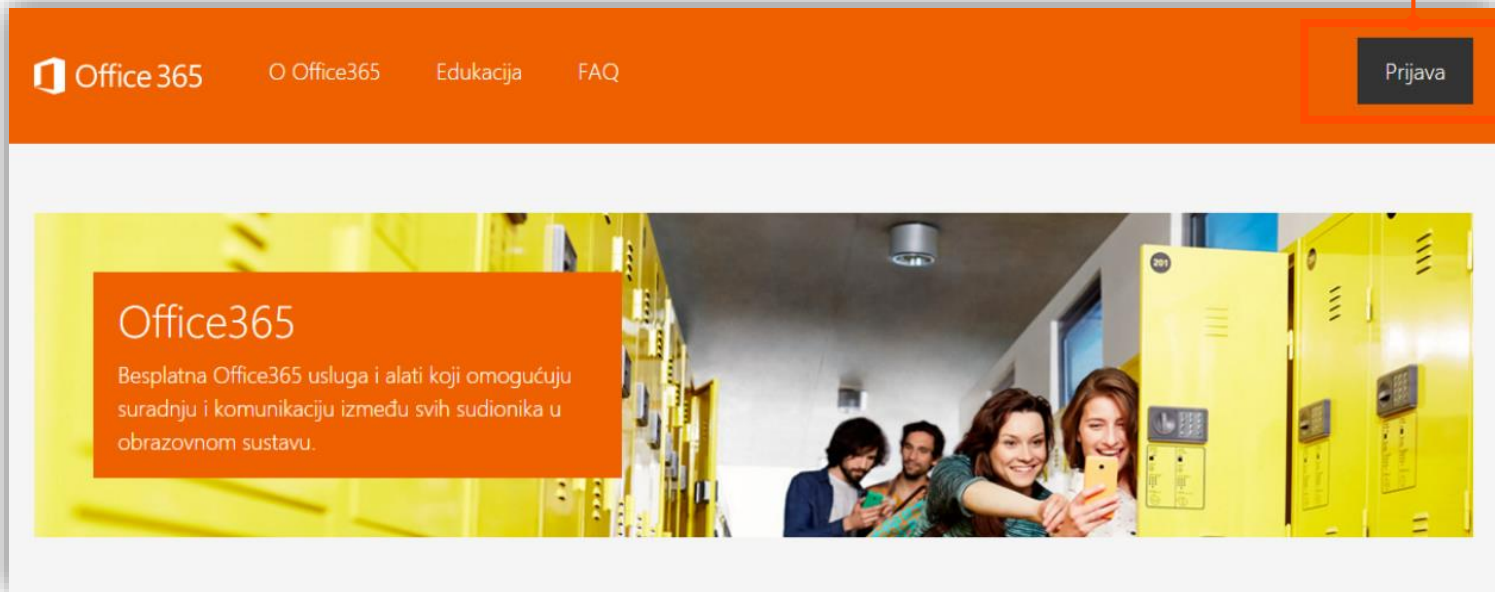 Office 365
O Office365
Edukacija
FAQ
Prijava
Office365
Besplatna Office365 usluga i alati koji omogućuju
suradnju i komunikaciju između svih sudionika u
obrazovnom sustavu.
201